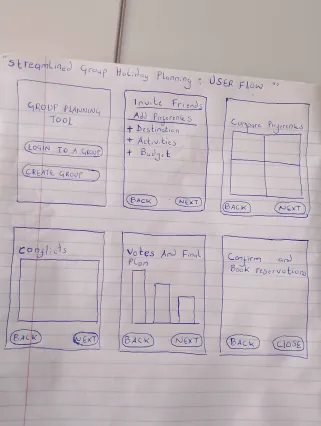 "Streamlined Group Holiday Planning : USER FLOW "
GROUP PLANNING
TOOL
LOGIN TO A GROUP
CREATE GROUP
Invite Friends
Add Preferences
+ Destination
+ Activities
+ Budget
BACK
NEXT
Compare Preferences
BACK
NEXT
Conflicts
BACK
NEXT
Votes And Final
Plan
BACK
NEXT
Confirm and
Book reservations
BACK
CLOSE